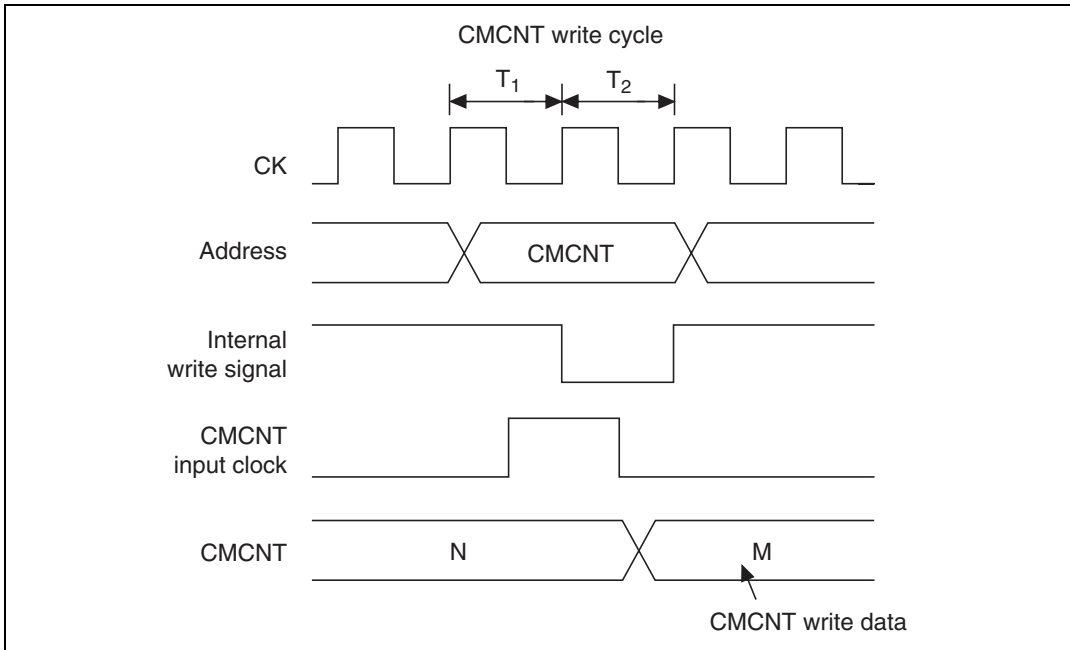 CMCNT write cycle
T1 T2
CK
Address CMCNT
Internal
write signal
CMCNT
input clock
CMCNT N M
CMCNT write data